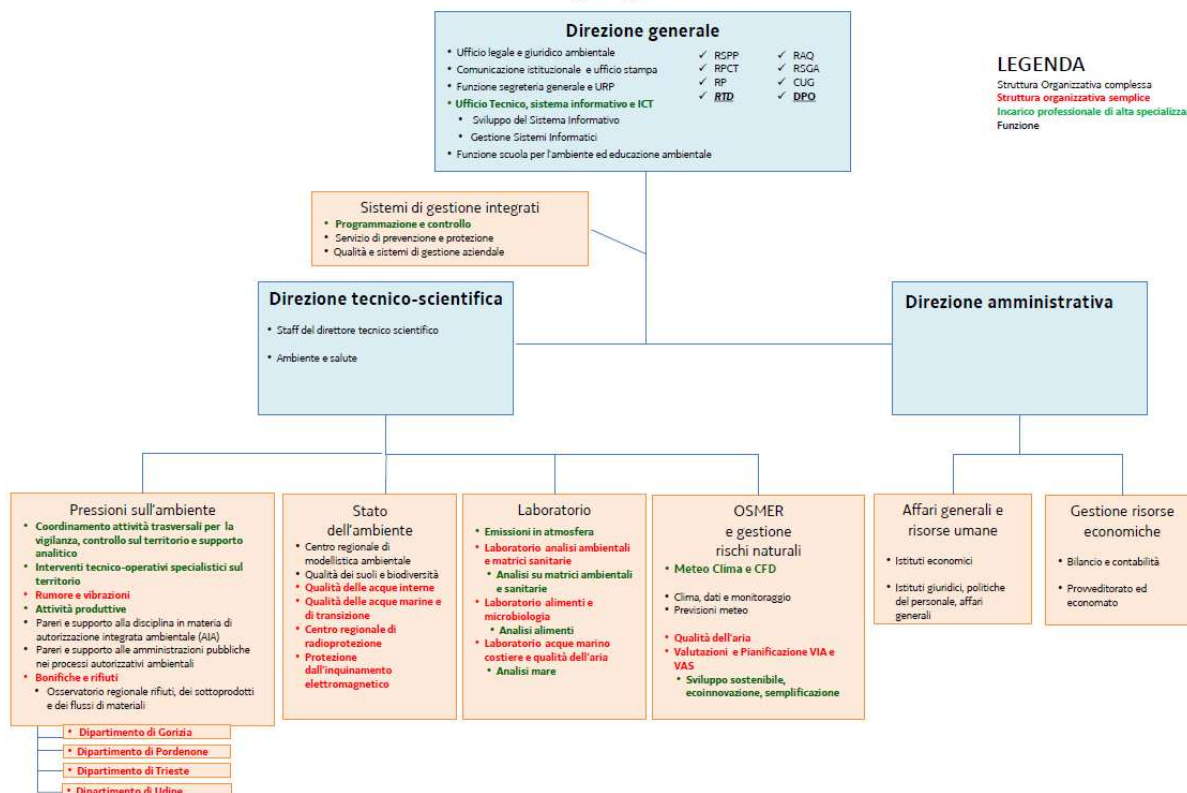 Direzione generale
• Ufficio legale e giuridico ambientale
• Comunicazione istituzionale e ufficio stampa
• Funzione segreteria generale e URP
• Ufficio Tecnico, sistema informativo e ICT
• Sviluppo del Sistema Informativo
• Gestione Sistemi Informatici
• Funzione scuola per l'ambiente ed educazione ambientale
✓ RSPP
✓ RPCT
✓ RP
✓ RTD
✓ RAQ
✓ RSGA
✓ CUG
✓ DPO
LEGENDA
Struttura Organizzativa complessa
Struttura organizzativa semplice
Incarico professionale di alta specializza
Funzione
Sistemi di gestione integrati
• Programmazione e controllo
• Servizio di prevenzione e protezione
• Qualità e sistemi di gestione aziendale
Direzione tecnico-scientifica
• Staff del direttore tecnico scientifico
• Ambiente e salute
Direzione amministrativa
Pressioni sull'ambiente
• Coordinamento attività trasversali per la
vigilanza, controllo sul territorio e supporto
analitico
• Interventi tecnico-operativi specialistici sul
territorio
• Rumore e vibrazioni
• Attività produttive
• Pareri e supporto alla disciplina in materia di
autorizzazione integrata ambientale (AIA)
• Pareri e supporto alle amministrazioni pubbliche
nei processi autorizzativi ambientali
• Bonifiche e rifiuti
• Osservatorio regionale rifiuti, dei sottoprodotti
e dei flussi di materiali
• Dipartimento di Gorizia
• Dipartimento di Pordenone
• Dipartimento di Trieste
• Dipartimento di Udine
Stato
dell'ambiente
• Centro regionale di
modellistica ambientale
• Qualità dei suoli e biodiversità
• Qualità delle acque interne
• Qualità delle acque marine e
di transizione
• Centro regionale di
radioprotezione
• Protezione
dall'inquinamento
elettromagnetico
Laboratorio
• Emissioni in atmosfera
• Laboratorio analisi ambientali
e matrici sanitarie
• Analisi su matrici ambientali
e sanitarie
• Laboratorio alimenti e
microbiologia
• Analisi alimenti
• Laboratorio acque marino
costiere e qualità dell'aria
• Analisi mare
OSMER
e gestione
rischi naturali
• Meteo Clima e CFD
• Clima, dati e monitoraggio
• Previsioni meteo
• Qualità dell'aria
• Valutazioni e Pianificazione VIA e
VAS
• Sviluppo sostenibile,
ecoinnovazione, semplificazione
Affari generali e
risorse umane
• Istituti economici
• Istituti giuridici, politiche
del personale, affari
generali
Gestione risorse
economiche
• Bilancio e contabilità
• Provveditorato ed
economato